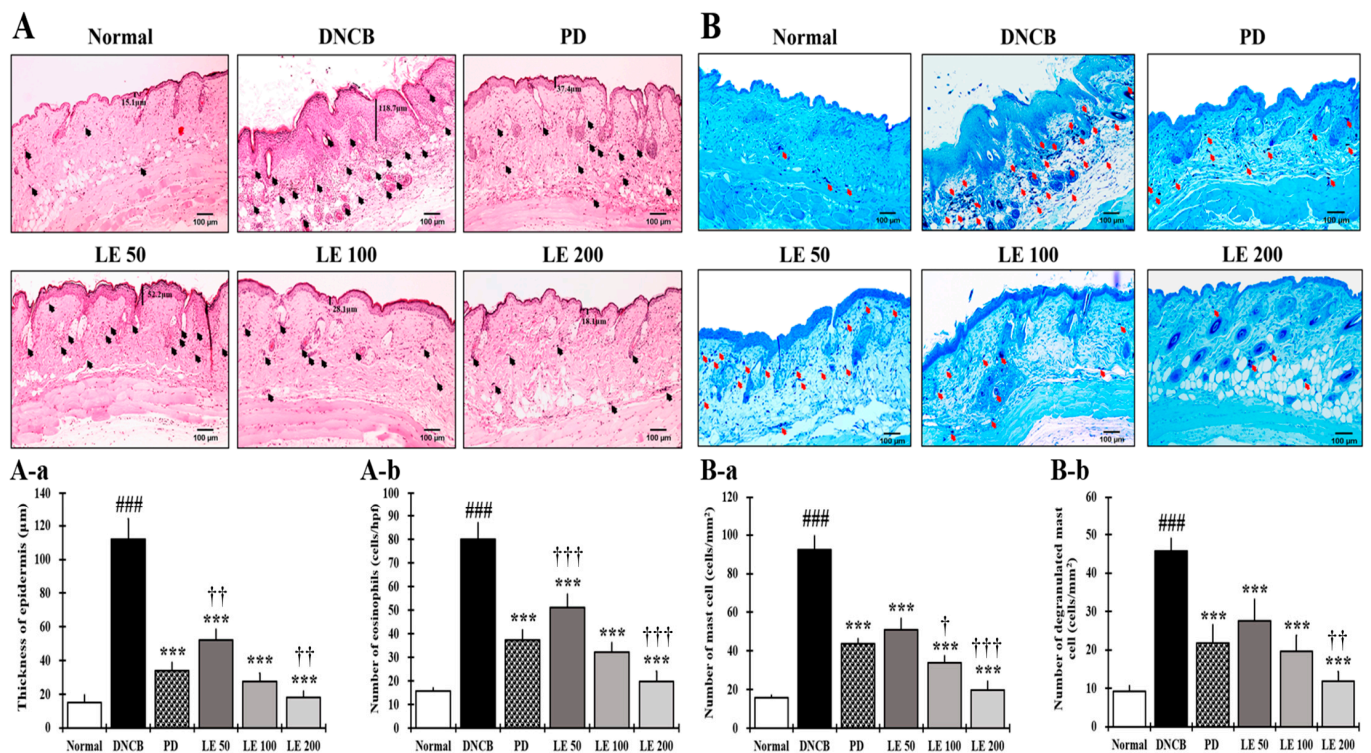 A
B
Normal DNCB PD
Normal DNCB PD
15.1µm
118.7µm
37.4µm
100 µm 100 µm 100 µm
100 µm 100 µm 100 µm
LE 50 LE 100 LE 200
LE 50 LE 100 LE 200
52.2µm
28.1µm
18.1µm
100 µm 100 µm 100 µm
100 µm 100 µm 100 µm
A-a
Thickness of epidermis (µm)
140
120
100
80
60
40
20
0
###
***
††
***
***
††
***
Normal DNCB PD LE 50 LE 100 LE 200
A-b
Number of eosinophils (cells/hpf)
100
90
80
70
60
50
40
30
20
10
0
###
***
†††
***
***
†††
***
Normal DNCB PD LE 50 LE 100 LE 200
B-a
Number of mast cell (cells/mm²)
120
100
80
60
40
20
0
###
***
***
†
***
†††
***
Normal DNCB PD LE 50 LE 100 LE 200
B-b
Number of degranulated mast
cell (cells/mm²)
60
50
40
30
20
10
0
###
***
***
***
††
***
Normal DNCB PD LE 50 LE 100 LE 200